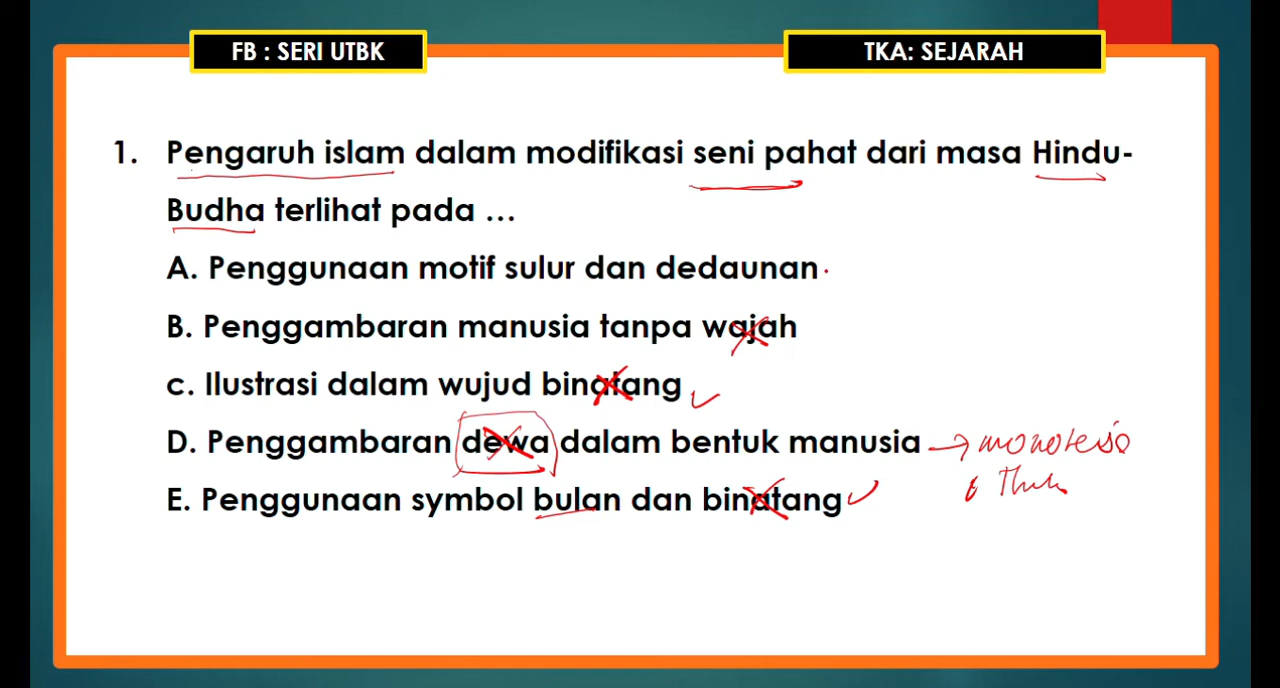 FB : SERI UTBK
TKA: SEJARAH
1. Pengaruh islam dalam modifikasi seni pahat dari masa Hindu-
Budha terlihat pada ...
A. Penggunaan motif sulur dan dedaunan
B. Penggambaran manusia tanpa wajah
c. Ilustrasi dalam wujud binatang
D. Penggambaran dewa dalam bentuk manusia
E. Penggunaan symbol bulan dan binatang